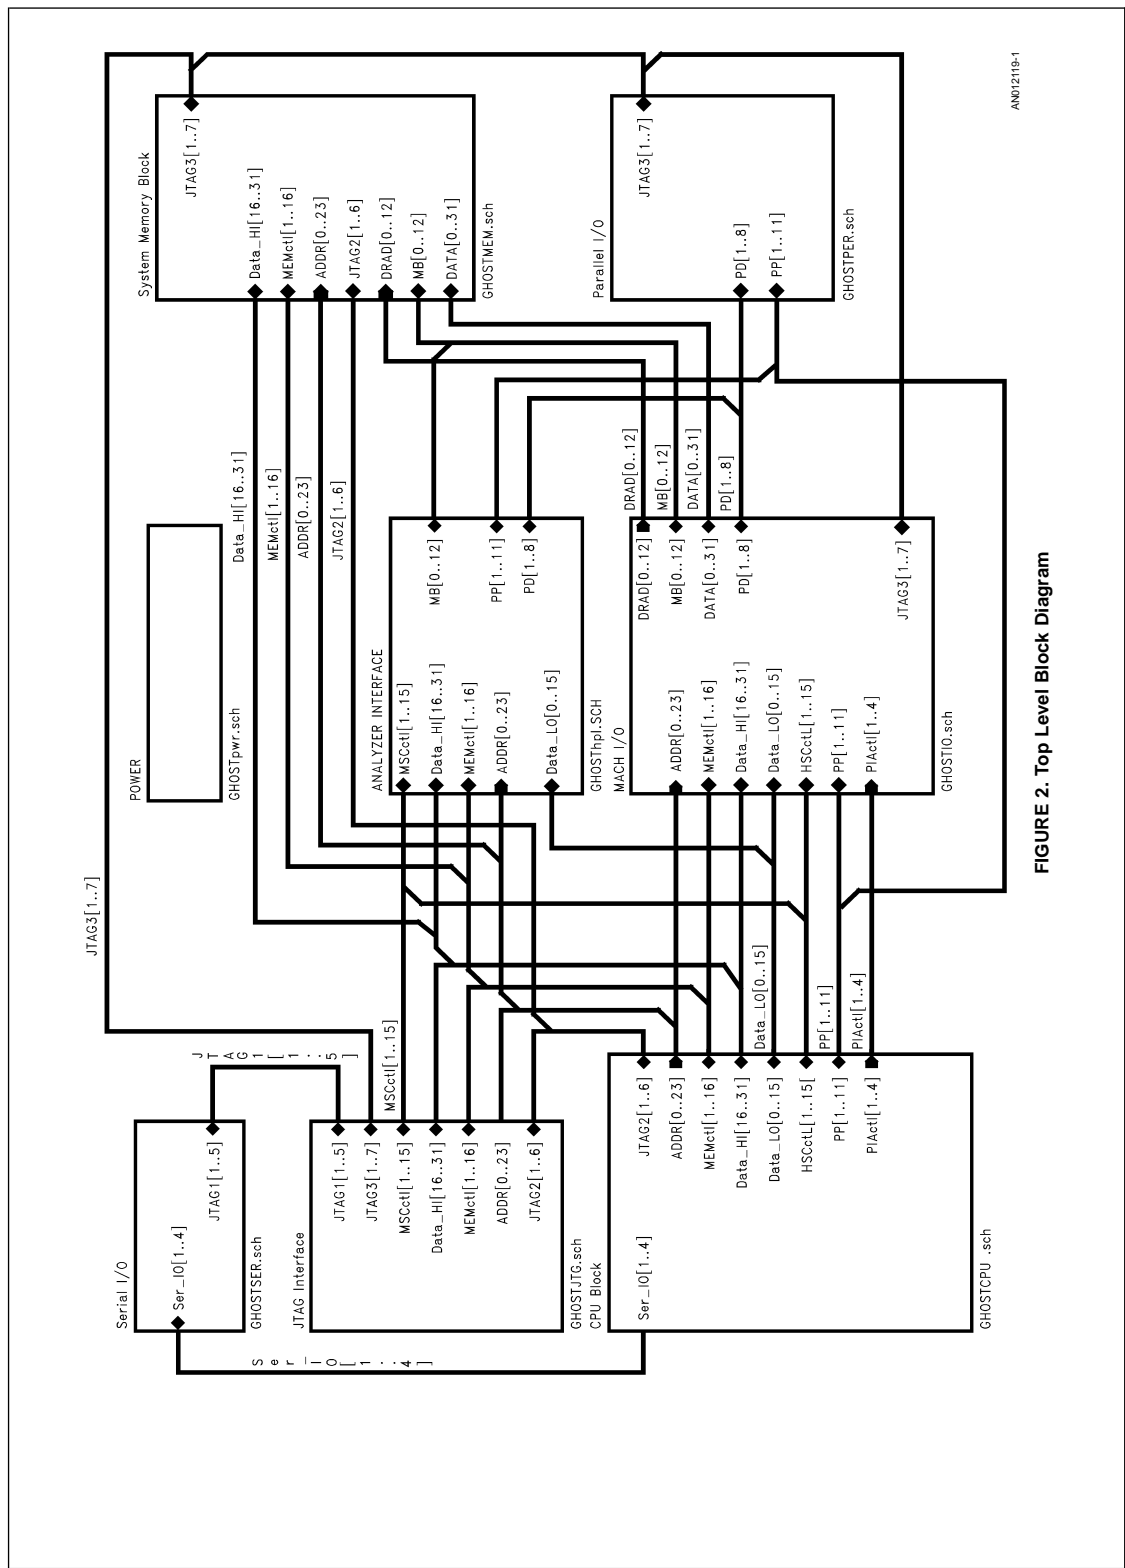 Serial I/O
Ser_IO[1..4]
JTAG1[1..5]
GHOSTSER.sch
JTAG1[1..5]
Ser_IO[1..4]
JTAG Interface
JTAG1[1..5]
JTAG3[1..7]
MSCctl[1..15]
Data_HI[16..31]
MEMctl[1..16]
ADDR[0..23]
JTAG2[1..6]
GHOSTJTG.sch
CPU Block
Ser_IO[1..4]
JTAG2[1..6]
ADDR[0..23]
MEMctl[1..16]
Data_HI[16..31]
Data_LO[0..15]
HSCctL[1..15[
PP[1..11]
PIActl[1..4]
GHOSTCPU .sch
JTAG3[1..7]
MSCctl[1..15]
Data_LO[0..15]
PP[1..11]
PIActl[1..4]
POWER
GHOSTpwr.sch
ANALYZER INTERFACE
MSCctl[1..15]
Data_HI[16..31]
MEMctl[1..16]
ADDR[0..23]
Data_LO[0..15]
MB[0..12]
PP[1..11]
PD[1..8]
GHOSThpl.SCH
MACH I/O
ADDR[0..23]
MEMctl[1..16]
Data_HI[16..31]
Data_LO[0..15]
HSCctL[1..15]
PP[1..11]
PIActl[1..4]
DRAD[0..12]
MB[0..12]
DATA[0..31]
PD[1..8]
JTAG3[1..7]
GHOSTIO.sch
Data_HI[16..31]
MEMctl[1..16]
ADDR[0..23]
JTAG2[1..6]
DRAD[0..12]
MB[0..12]
DATA[0..31]
PD[1..8]
System Memory Block
JTAG3[1..7]
Data_HI[16..31]
MEMctl[1..16]
ADDR[0..23]
JTAG2[1..6]
DRAD[0..12]
MB[0..12]
DATA[0..31]
GHOSTMEM.sch
Parallel I/O
JTAG3[1..7]
PD[1..8]
PP[1..11]
GHOSTPER.sch
AN012119-1
FIGURE 2. Top Level Block Diagram